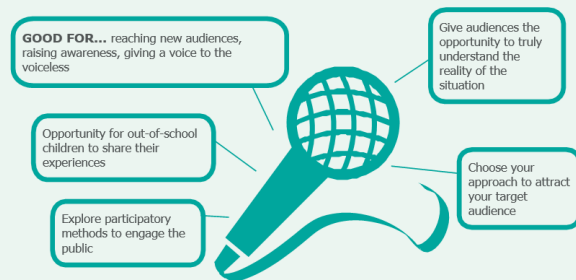 GOOD FOR... reaching new audiences,
raising awareness, giving a voice to the
voiceless
Give audiences the
opportunity to truly
understand the
reality of the
situation
Opportunity for out-of-school
children to share their
experiences
Choose your
approach to attract
your target
audience
Explore participatory
methods to engage the
public